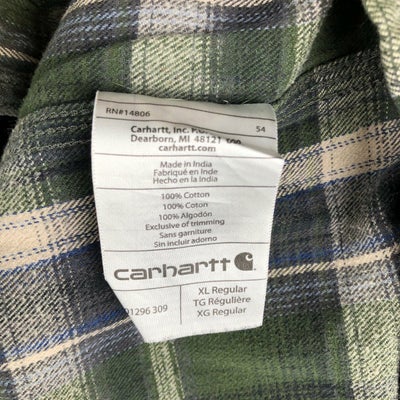 RN#14806
54
Carhartt, Inc.
Dearborn, MI 48121
carhartt.com
Made in India
Fabriqué en Inde
Hecho en la India
100% Cotton
100% Coton
100% Algodón
Exclusive of trimming
Sans garniture
Sin incluir adorno
carhartt
XL Regular
01296 309
TG Régulière
XG Regular